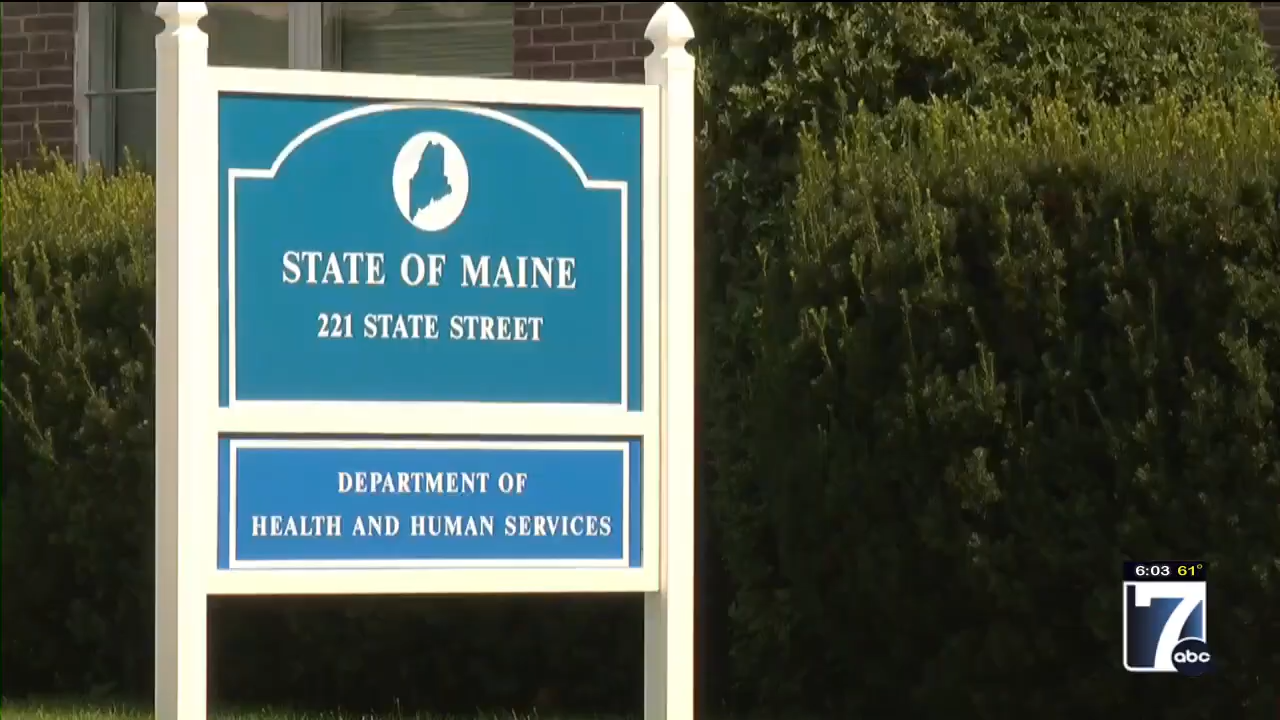 STATE OF MAINE
221 STATE STREET
DEPARTMENT OF
HEALTH AND HUMAN SERVICES
6:03 61°
7
abc